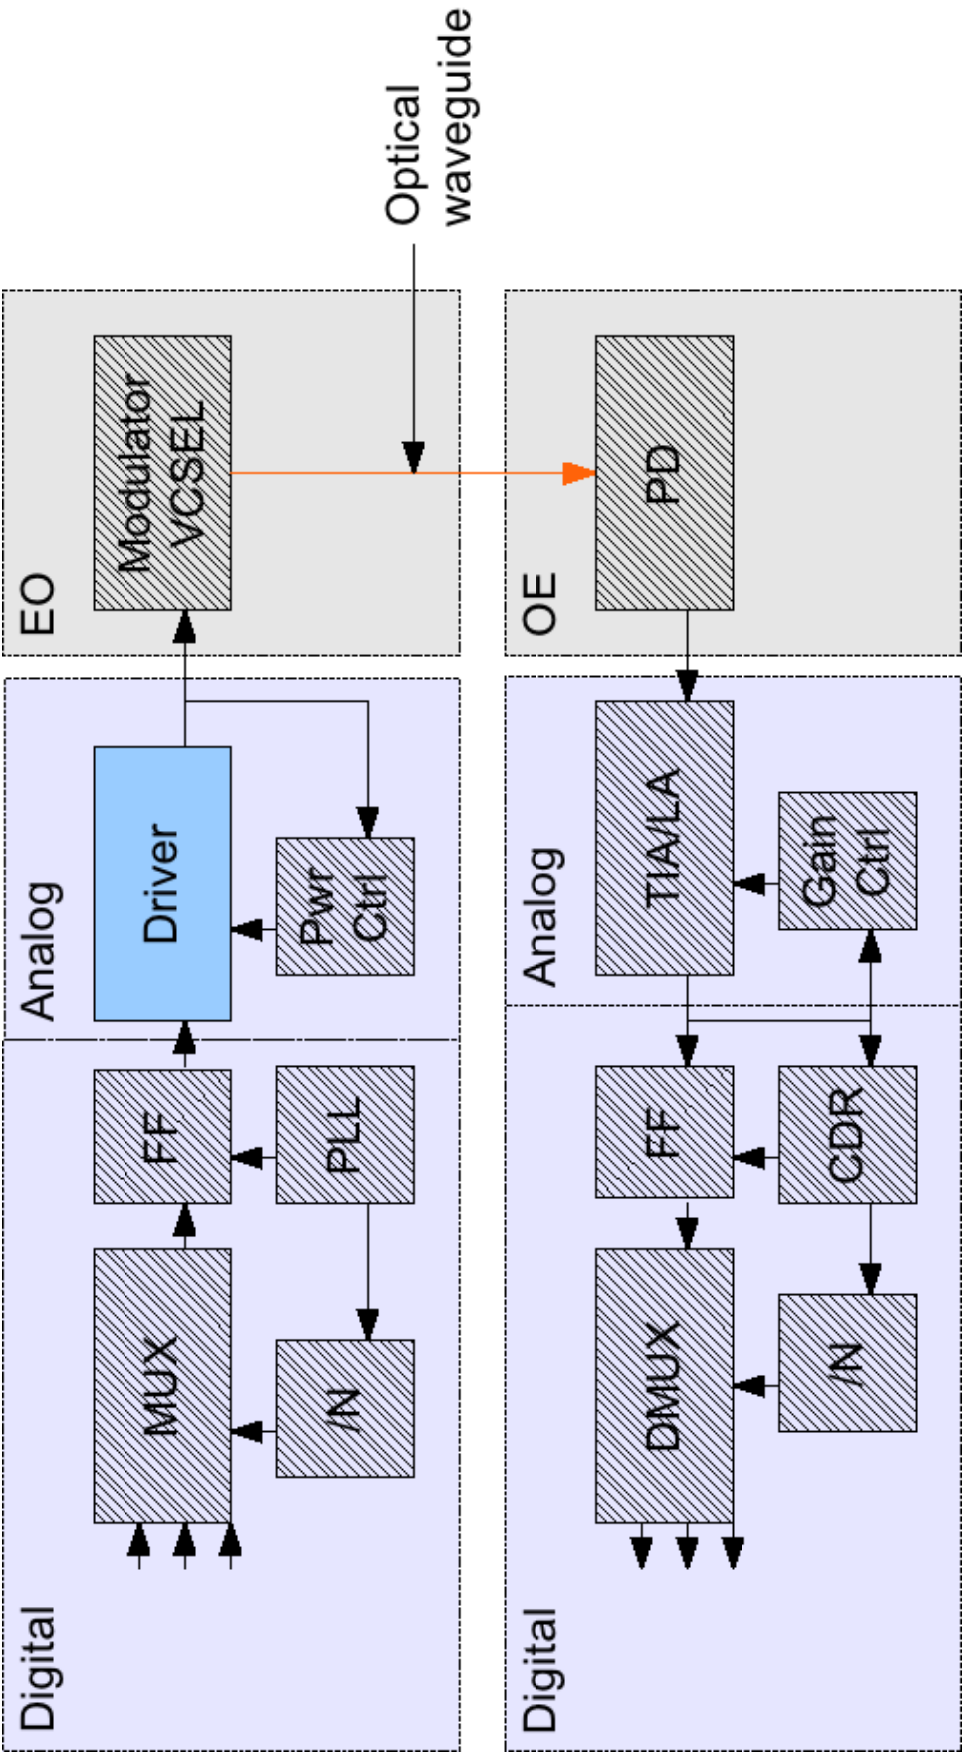 Digital
MUX
/N
FF
PLL
Analog
Driver
Pwr
Ctrl
EO
Modulator
VCSEL
Optical
waveguide
Digital
DMUX
/N
FF
CDR
Analog
TIA/LA
Gain
Ctrl
OE
PD